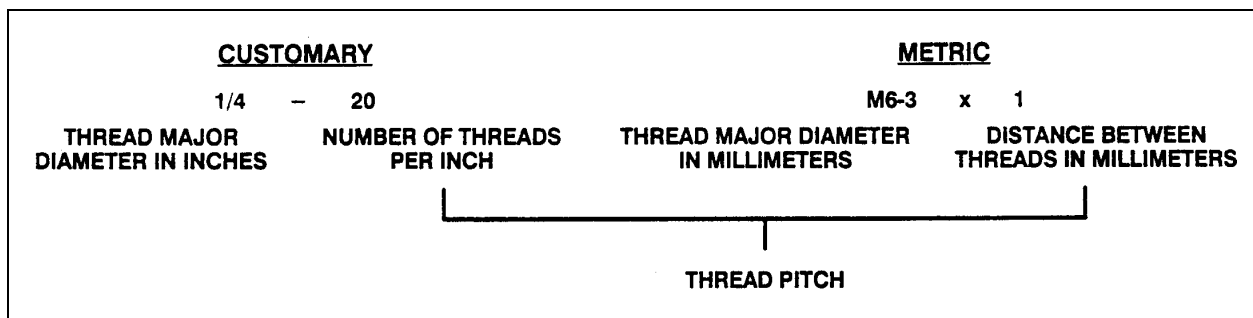 CUSTOMARY
1/4 – 20
THREAD MAJOR
DIAMETER IN INCHES
NUMBER OF THREADS
PER INCH
METRIC
M6-3 x 1
THREAD MAJOR DIAMETER
IN MILLIMETERS
DISTANCE BETWEEN
THREADS IN MILLIMETERS
THREAD PITCH